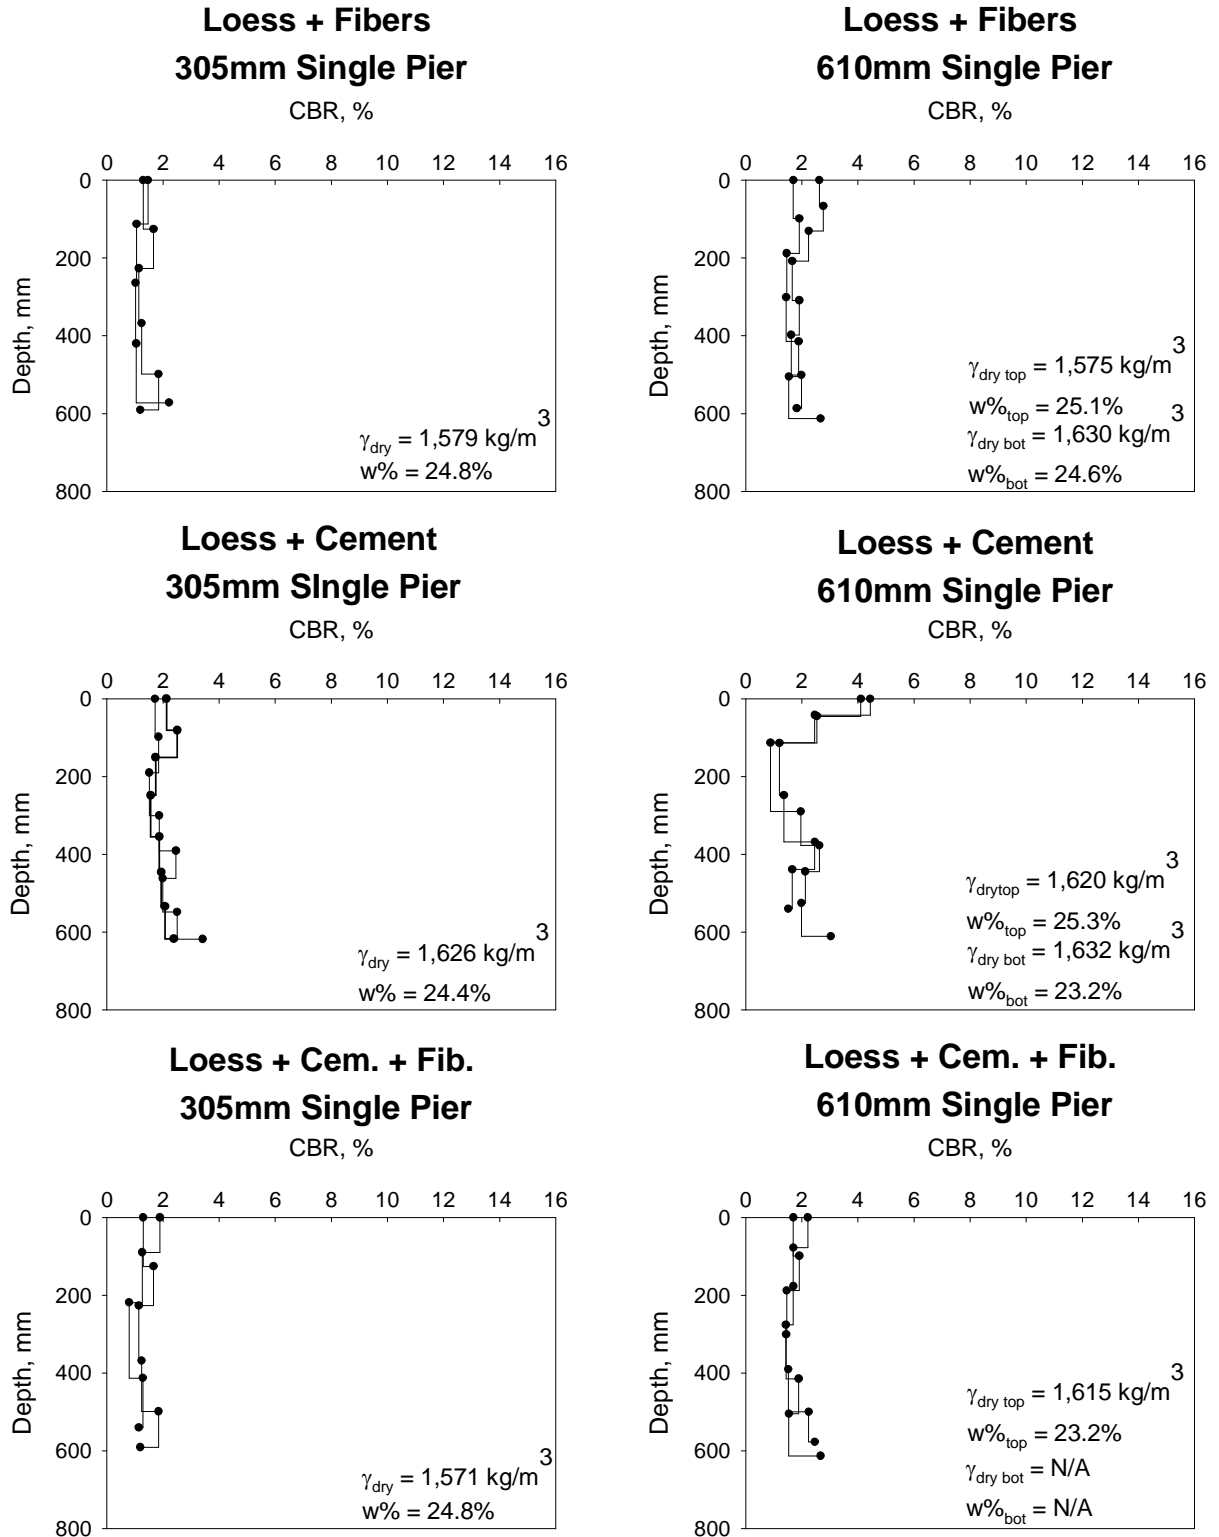 Loess + Fibers
305mm Single Pier
CBR, %
0 2 4 6 8 10 12 14 16
0
200
400
600
800
Depth, mm
γdry = 1,579 kg/m3
w% = 24.8%
Loess + Fibers
610mm Single Pier
CBR, %
0 2 4 6 8 10 12 14 16
0
200
400
600
800
Depth, mm
γdry top = 1,575 kg/m3
w%top = 25.1%
γdry bot = 1,630 kg/m3
w%bot = 24.6%
Loess + Cement
305mm SIngle Pier
CBR, %
0 2 4 6 8 10 12 14 16
0
200
400
600
800
Depth, mm
γdry = 1,626 kg/m3
w% = 24.4%
Loess + Cement
610mm Single Pier
CBR, %
0 2 4 6 8 10 12 14 16
0
200
400
600
800
Depth, mm
γdrytop = 1,620 kg/m3
w%top = 25.3%
γdry bot = 1,632 kg/m3
w%bot = 23.2%
Loess + Cem. + Fib.
305mm Single Pier
CBR, %
0 2 4 6 8 10 12 14 16
0
200
400
600
800
Depth, mm
γdry = 1,571 kg/m3
w% = 24.8%
Loess + Cem. + Fib.
610mm Single Pier
CBR, %
0 2 4 6 8 10 12 14 16
0
200
400
600
800
Depth, mm
γdry top = 1,615 kg/m3
w%top = 23.2%
γdry bot = N/A
w%bot = N/A